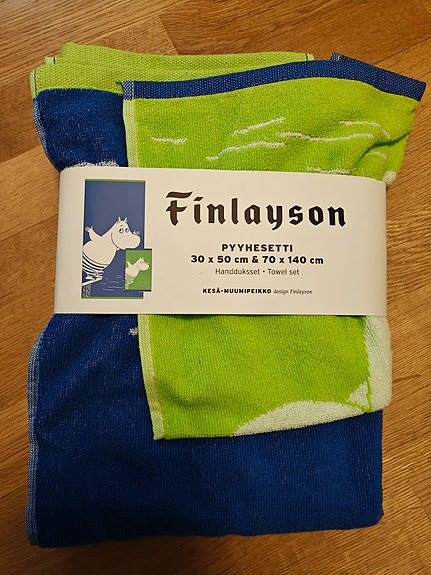 Finlayson
PYYHESETTI
30 x 50 cm & 70 x 140 cm
Handduksset • Towel set
KESÄ-MUUMIPEIKKO design Finlayson